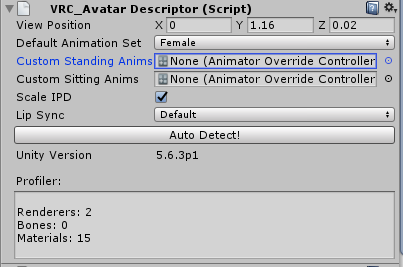 VRC_Avatar Descriptor (Script)
View Position X 0 Y 1.16 Z 0.02
Default Animation Set Female
Custom Standing Anims None (Animator Override Controller
Custom Sitting Anims None (Animator Override Controller
Scale IPD
Lip Sync Default
Auto Detect!
Unity Version 5.6.3p1
Profiler:
Renderers: 2
Bones: 0
Materials: 15